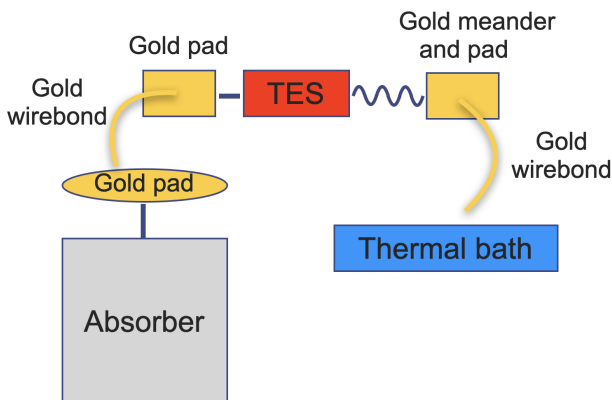 Gold meander
and pad
Gold pad
Gold
wirebond
TES
Gold
wirebond
Gold pad
Thermal bath
Absorber